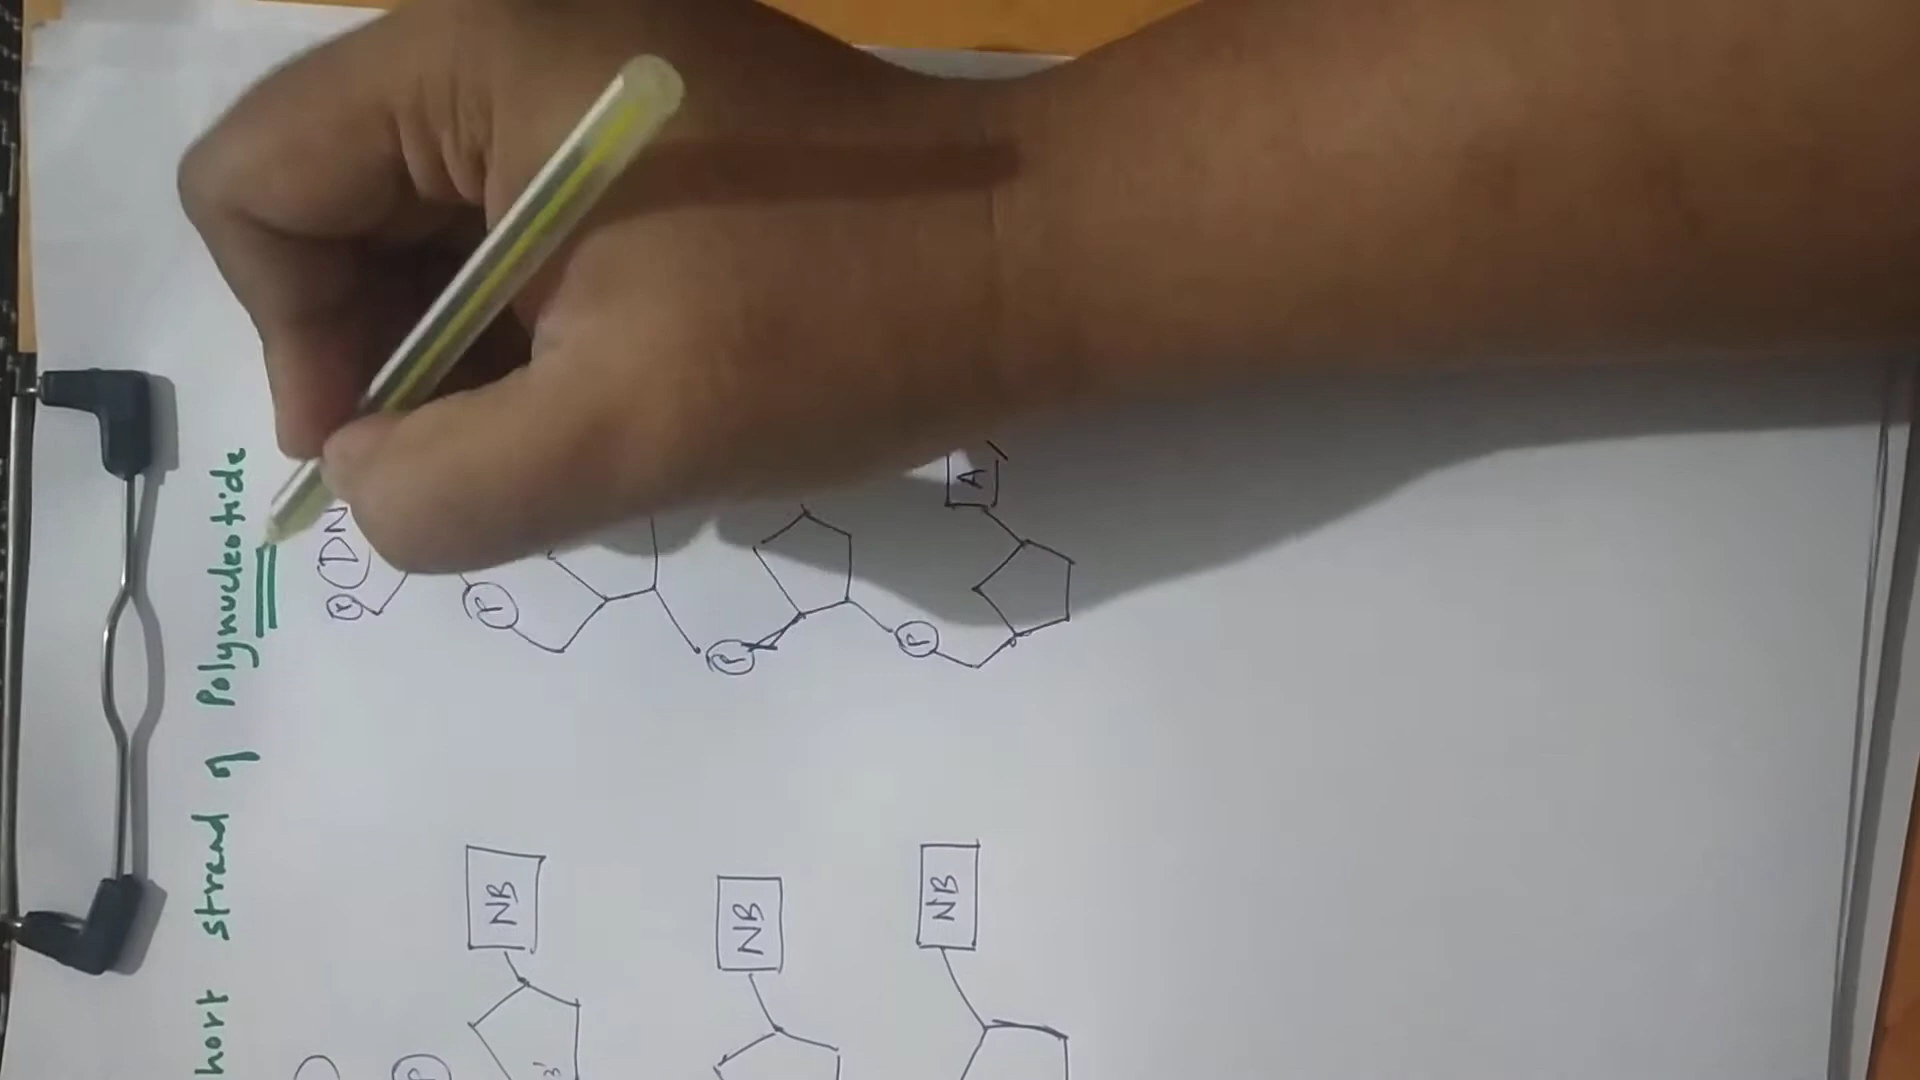 hort strand of Polynucleotide
DN
P
P
P
A
NB
NB
NB
P
3'